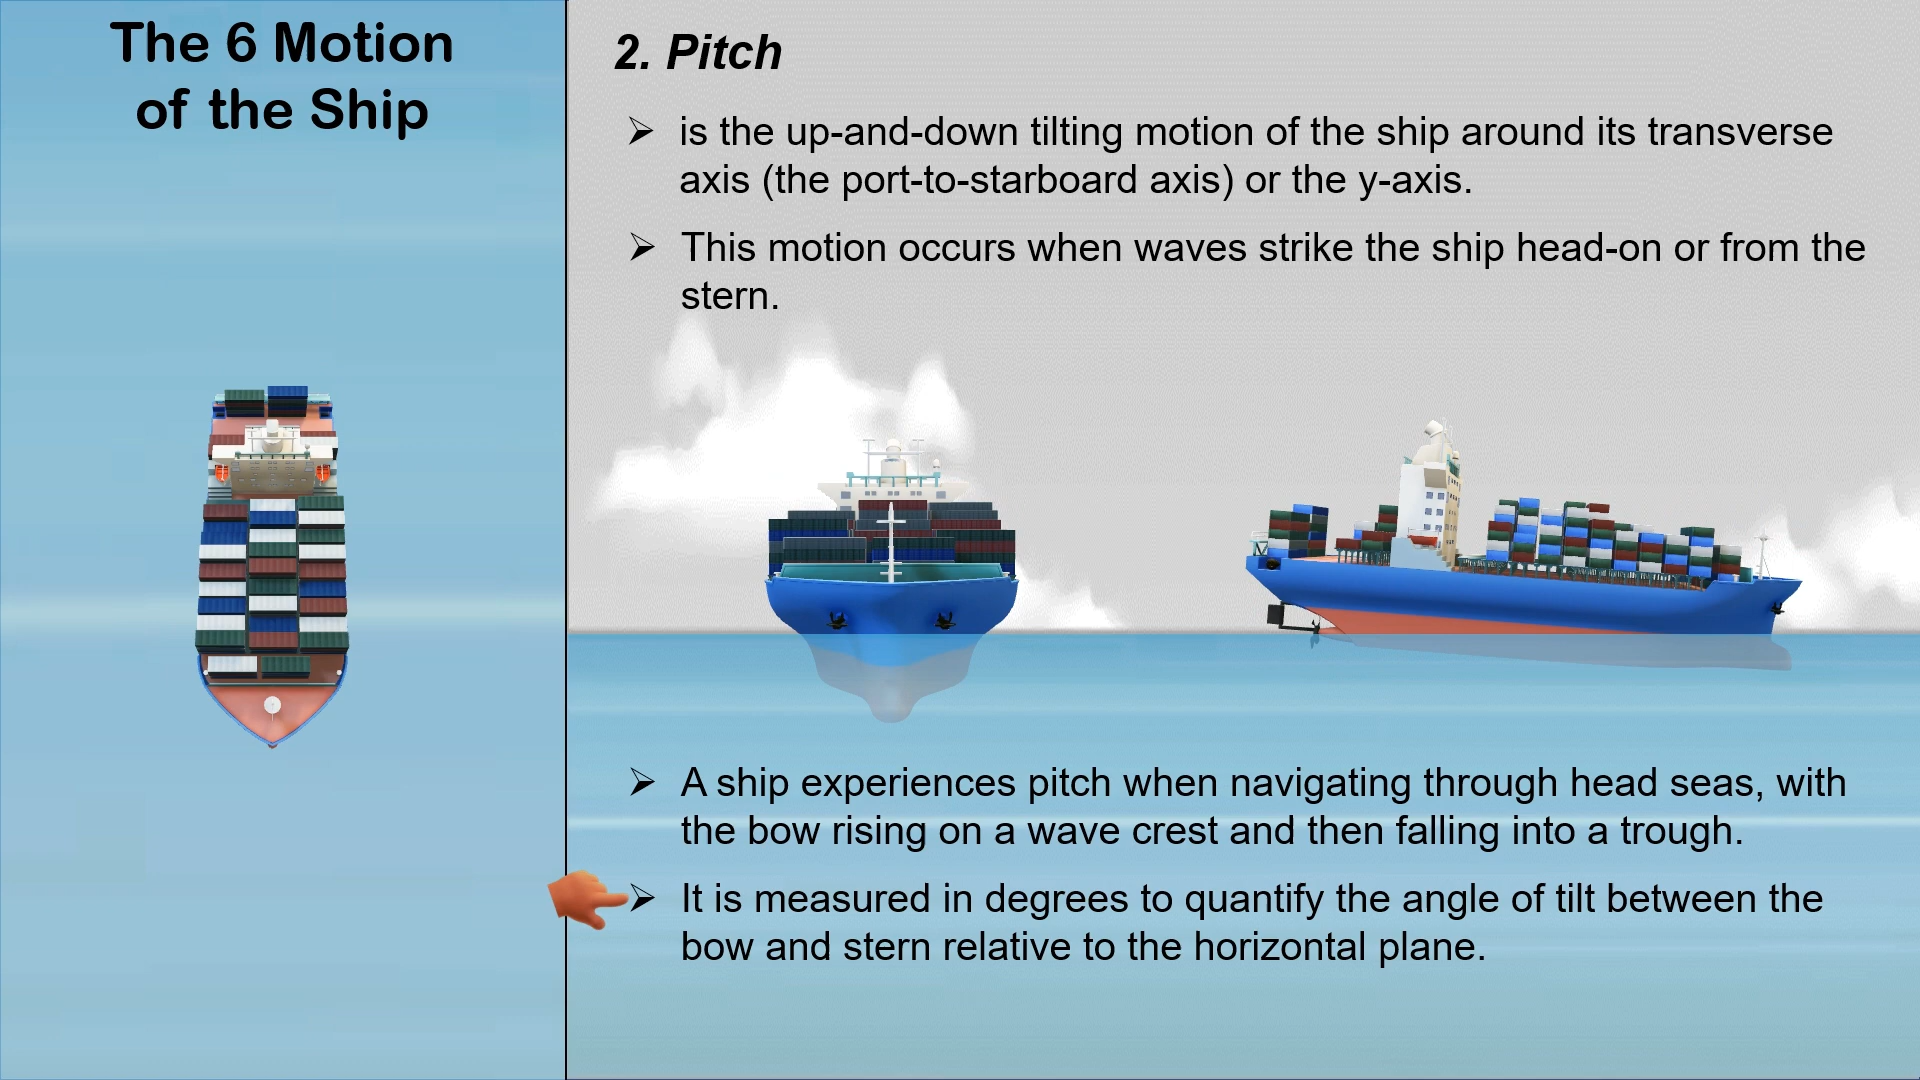 The 6 Motion
of the Ship
2. Pitch
➢ is the up-and-down tilting motion of the ship around its transverse
axis (the port-to-starboard axis) or the y-axis.
➢ This motion occurs when waves strike the ship head-on or from the
stern.
➢ A ship experiences pitch when navigating through head seas, with
the bow rising on a wave crest and then falling into a trough.
➢ It is measured in degrees to quantify the angle of tilt between the
bow and stern relative to the horizontal plane.